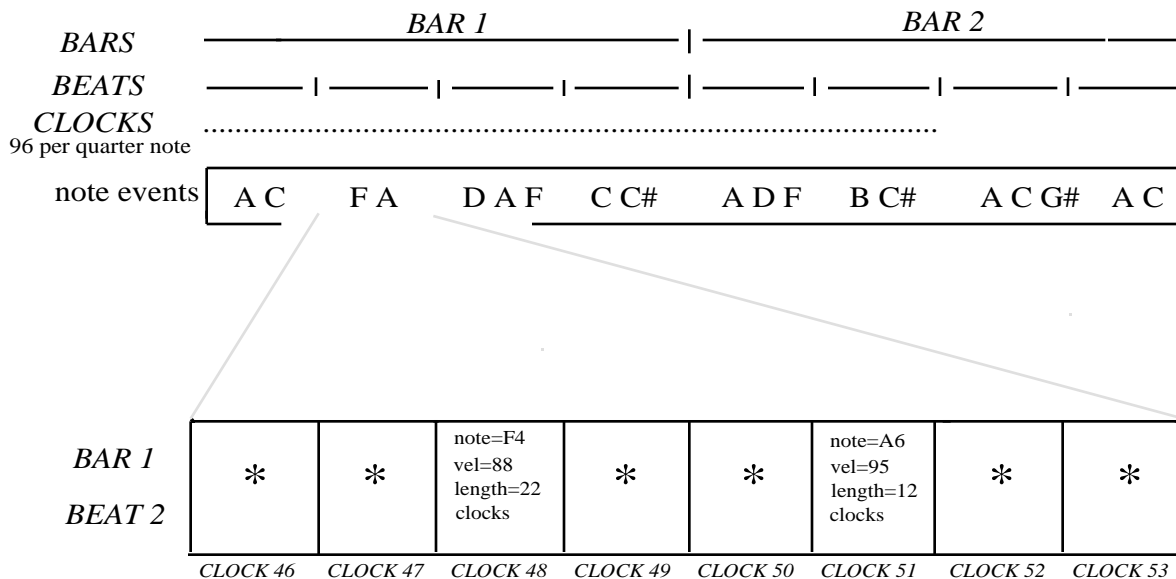 BAR 1 BAR 2
BARS
BEATS
CLOCKS
96 per quarter note
note events A C F A D A F C C# A D F B C# A C G# A C
BAR 1
BEAT 2
* * note=F4 vel=88 length=22 clocks * * note=A6 vel=95 length=12 clocks * *
CLOCK 46 CLOCK 47 CLOCK 48 CLOCK 49 CLOCK 50 CLOCK 51 CLOCK 52 CLOCK 53